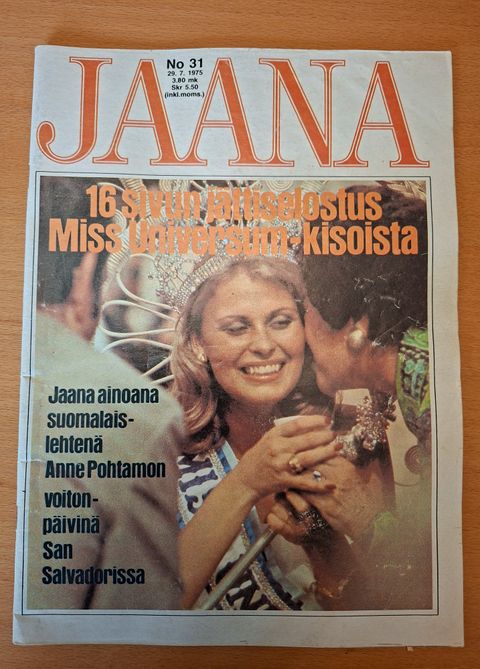 No 31
29. 7. 1975
3.80 mk
Skr 5.50
(inkl.moms.)
JAANA
16 sivun jättiselostus
Miss Universum-kisoista
Jaana ainoana
suomalais-
lehtenä
Anne Pohtamon
voiton-
päivinä
San
Salvadorissa